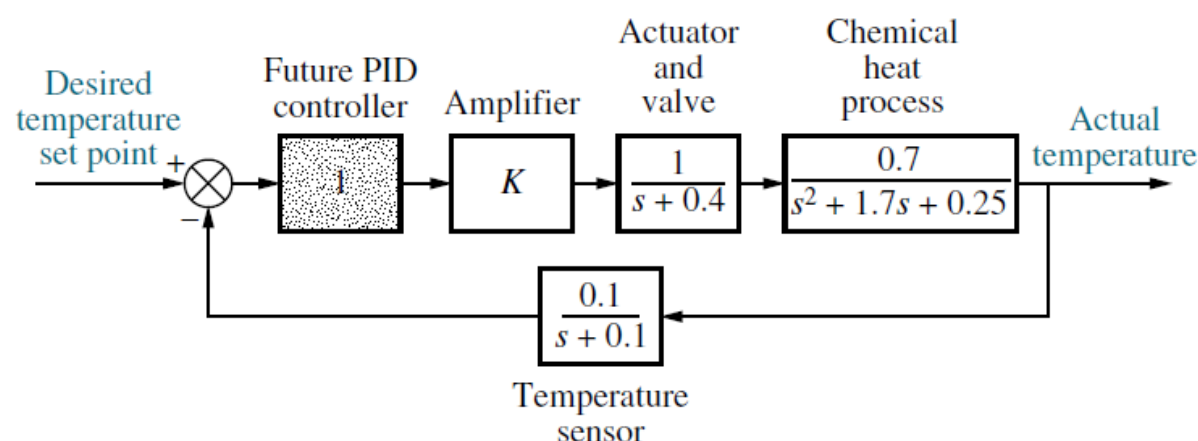 Desired
temperature
set point
+
−
Future PID
controller
1
Amplifier
K
Actuator
and
valve
1
s + 0.4
Chemical
heat
process
0.7
s² + 1.7s + 0.25
Actual
temperature
0.1
s + 0.1
Temperature
sensor